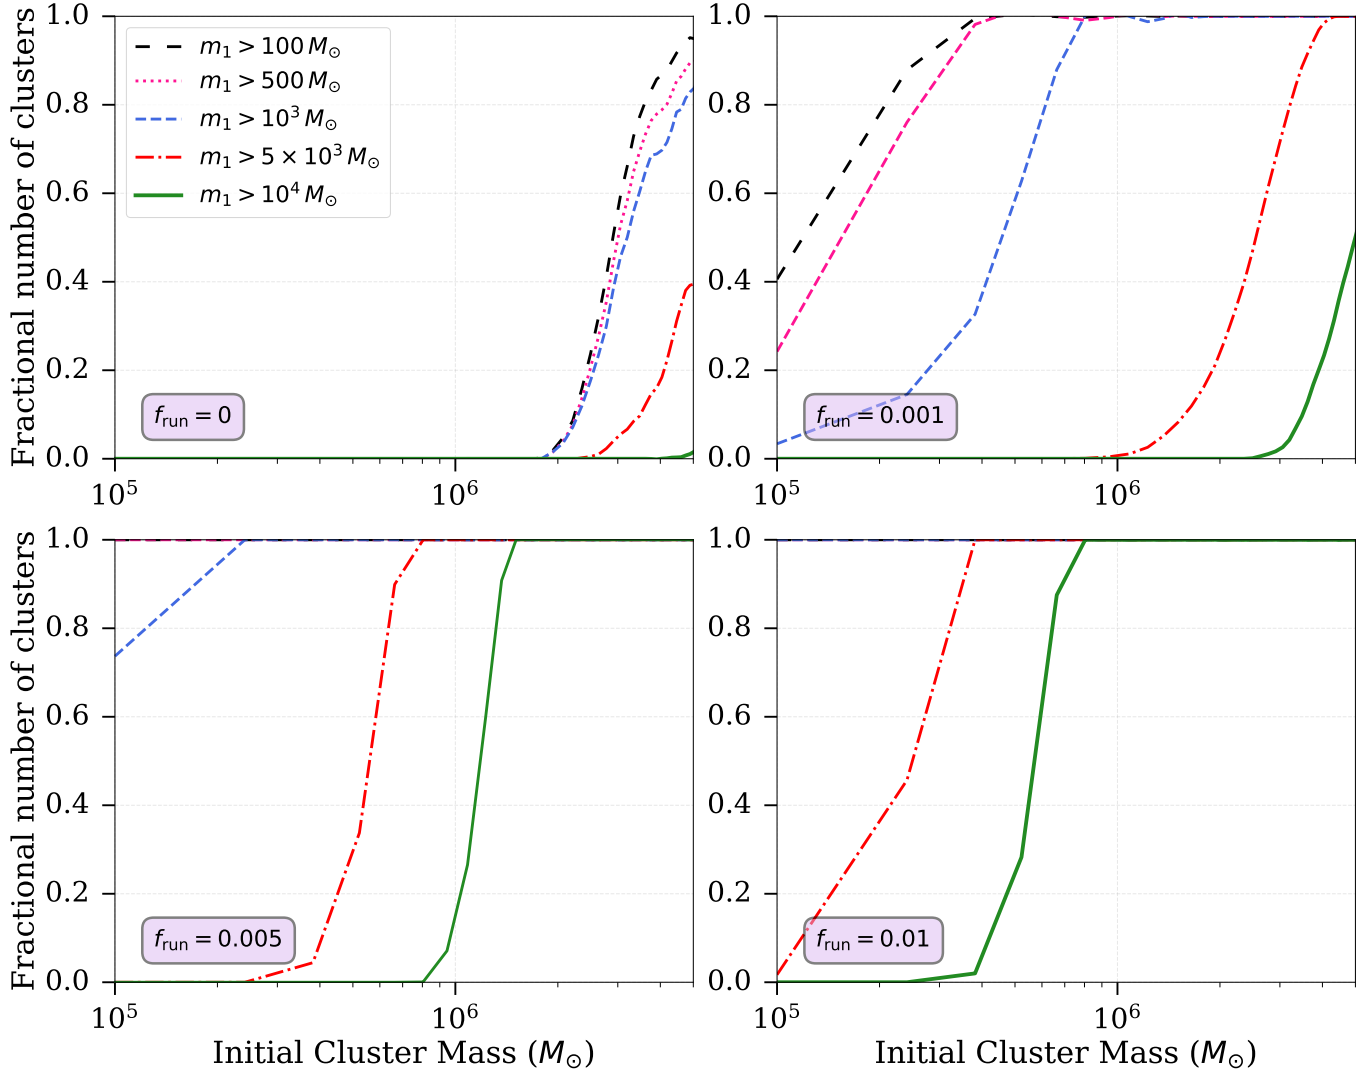 Fractional number of clusters
1.0
0.8
0.6
0.4
0.2
0.0
m₁ > 100 M⊙
m₁ > 500 M⊙
m₁ > 10³ M⊙
m₁ > 5 × 10³ M⊙
m₁ > 10⁴ M⊙
f_run = 0
10⁵
10⁶
1.0
0.8
0.6
0.4
0.2
0.0
f_run = 0.001
10⁵
10⁶
Fractional number of clusters
1.0
0.8
0.6
0.4
0.2
0.0
f_run = 0.005
10⁵
10⁶
Initial Cluster Mass (M⊙)
1.0
0.8
0.6
0.4
0.2
0.0
f_run = 0.01
10⁵
10⁶
Initial Cluster Mass (M⊙)